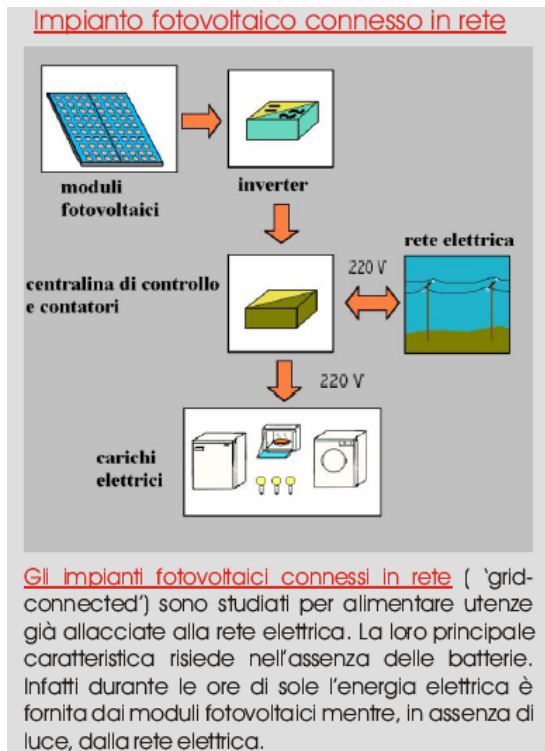 Impianto fotovoltaico connesso in rete
moduli
fotovoltaici
inverter
rete elettrica
centralina di controllo
e contatori
220 V
220 V
carichi
elettrici
Gli impianti fotovoltaici connessi in rete ( ‘grid-
connected’) sono studiati per alimentare utenze
già allacciate alla rete elettrica. La loro principale
caratteristica risiede nell’assenza delle batterie.
Infatti durante le ore di sole l’energia elettrica è
fornita dai moduli fotovoltaici mentre, in assenza di
luce, dalla rete elettrica.